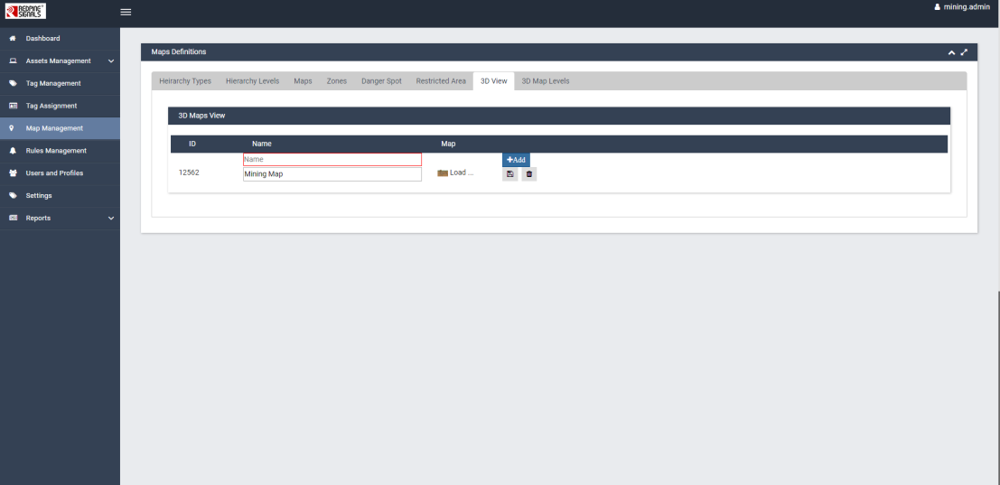 REDPINE®
SIGNALS
mining.admin
Dashboard
Assets Management
Tag Management
Tag Assignment
Map Management
Rules Management
Users and Profiles
Settings
Reports
Maps Definitions
Heirarchy Types Hierarchy Levels Maps Zones Danger Spot Restricted Area 3D View 3D Map Levels
3D Maps View
ID Name Map
Name +Add
12562 Mining Map Load ...